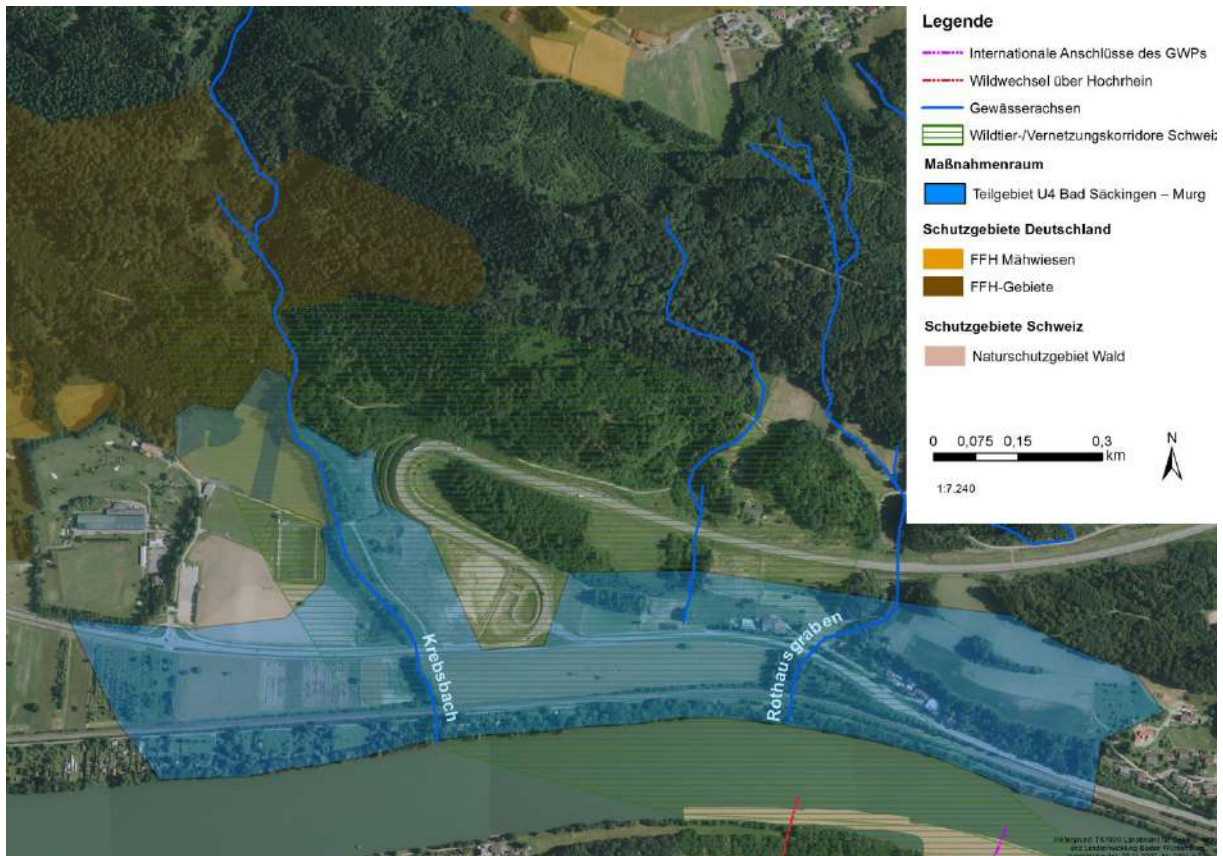 Legende
Internationale Anschlüsse des GWPs
Wildwechsel über Hochrhein
Gewässerachsen
Wildtier-/Vernetzungskorridore Schweiz
Maßnahmenraum
Teilgebiet U4 Bad Säckingen – Murg
Schutzgebiete Deutschland
FFH Mähwiesen
FFH-Gebiete
Schutzgebiete Schweiz
Naturschutzgebiet Wald
0 0,075 0,15 0,3
km
N
1:7.240
Krebsbach
Rothausgraben